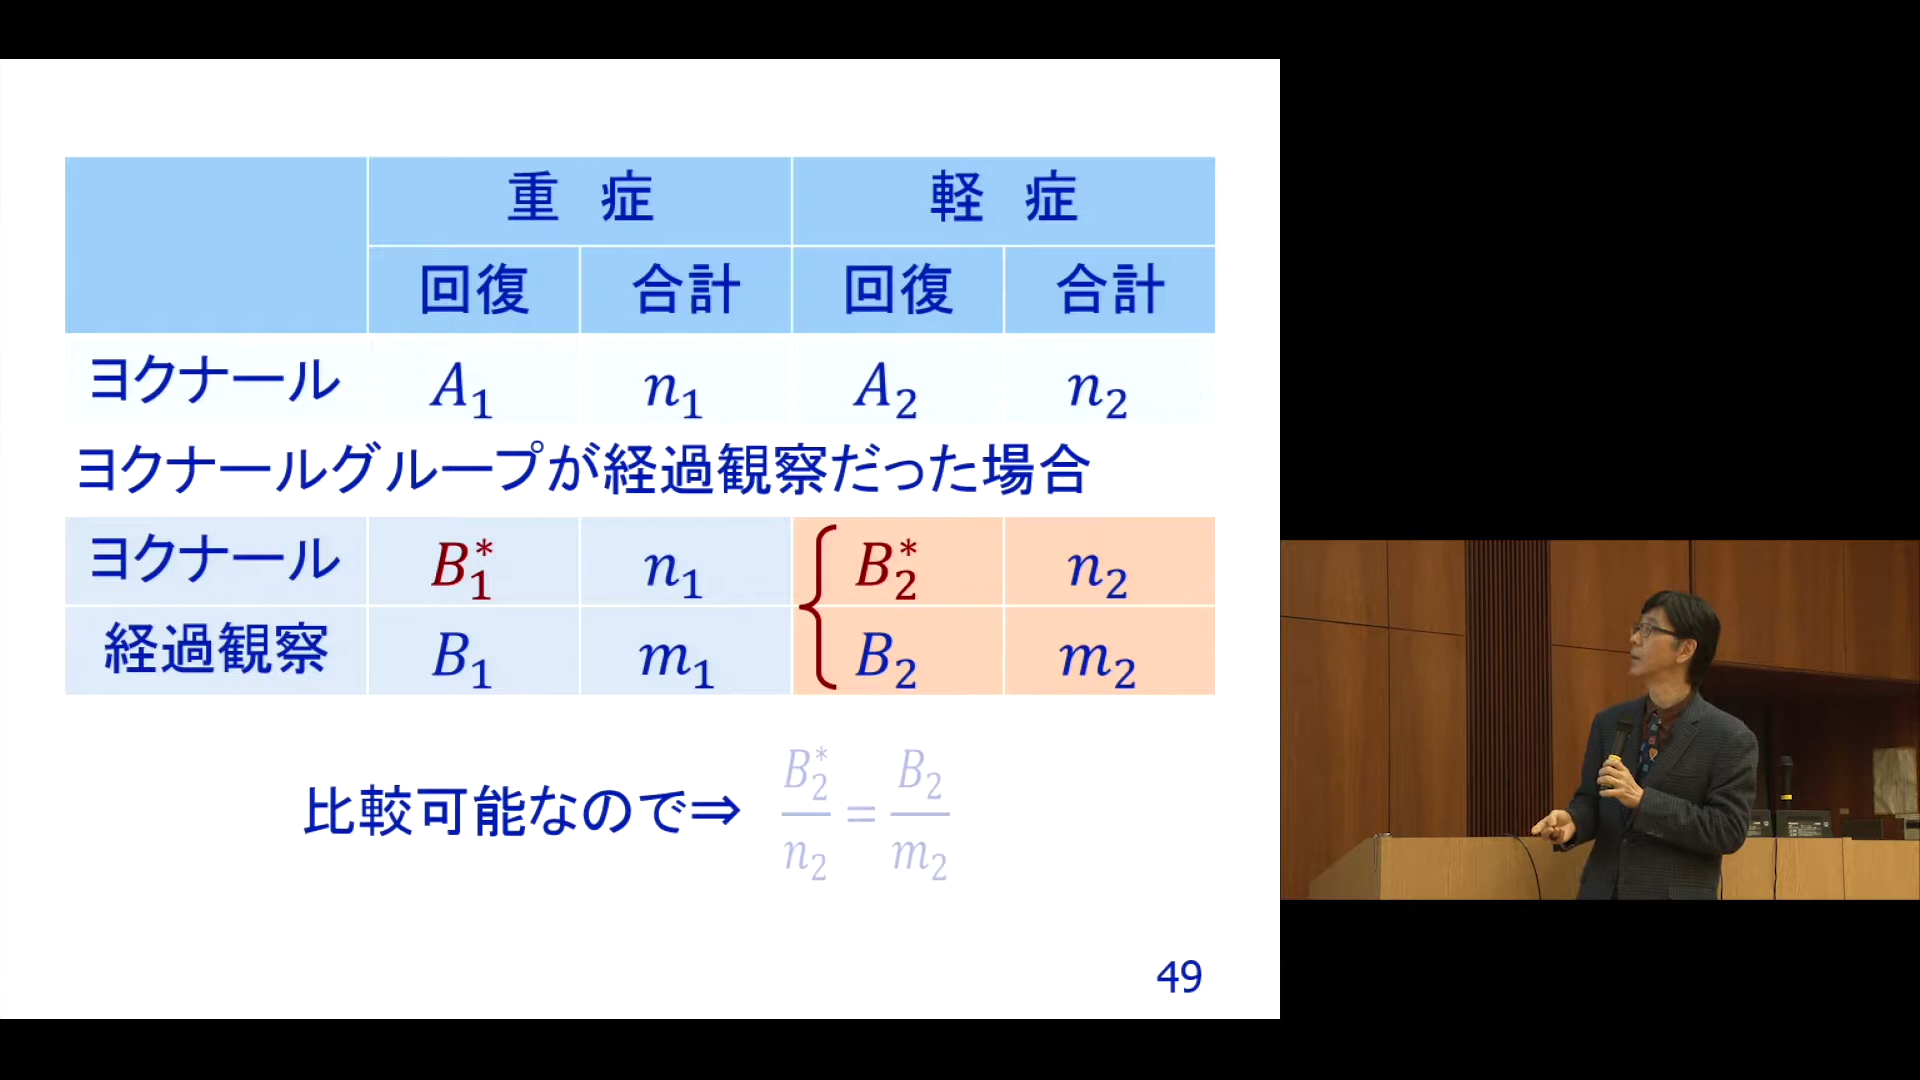 重 症 軽 症
回復 合計 回復 合計
ヨクナール A₁ n₁ A₂ n₂
ヨクナールグループが経過観察だった場合
ヨクナール B₁* n₁ B₂* n₂
経過観察 B₁ m₁ B₂ m₂
比較可能なので⇒ B₂*/n₂ = B₂/m₂
49